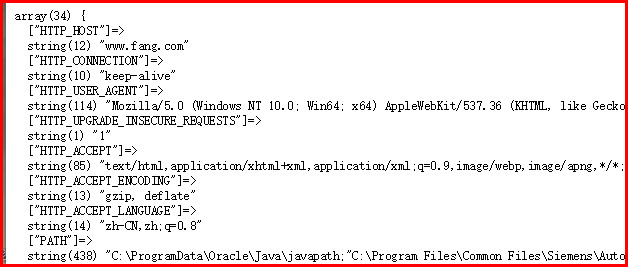 array(34) {
["HTTP_HOST"]=>
string(12) "www.fang.com"
["HTTP_CONNECTION"]=>
string(10) "keep-alive"
["HTTP_USER_AGENT"]=>
string(114) "Mozilla/5.0 (Windows NT 10.0; Win64; x64) AppleWebKit/537.36 (KHTML, like Gecko
["HTTP_UPGRADE_INSECURE_REQUESTS"]=>
string(1) "1"
["HTTP_ACCEPT"]=>
string(85) "text/html,application/xhtml+xml,application/xml;q=0.9,image/webp,image/apng,*/*;
["HTTP_ACCEPT_ENCODING"]=>
string(13) "gzip, deflate"
["HTTP_ACCEPT_LANGUAGE"]=>
string(14) "zh-CN,zh;q=0.8"
["PATH"]=>
string(438) "C:\ProgramData\Oracle\Java\javapath;"C:\Program Files\Common Files\Siemens\Auto